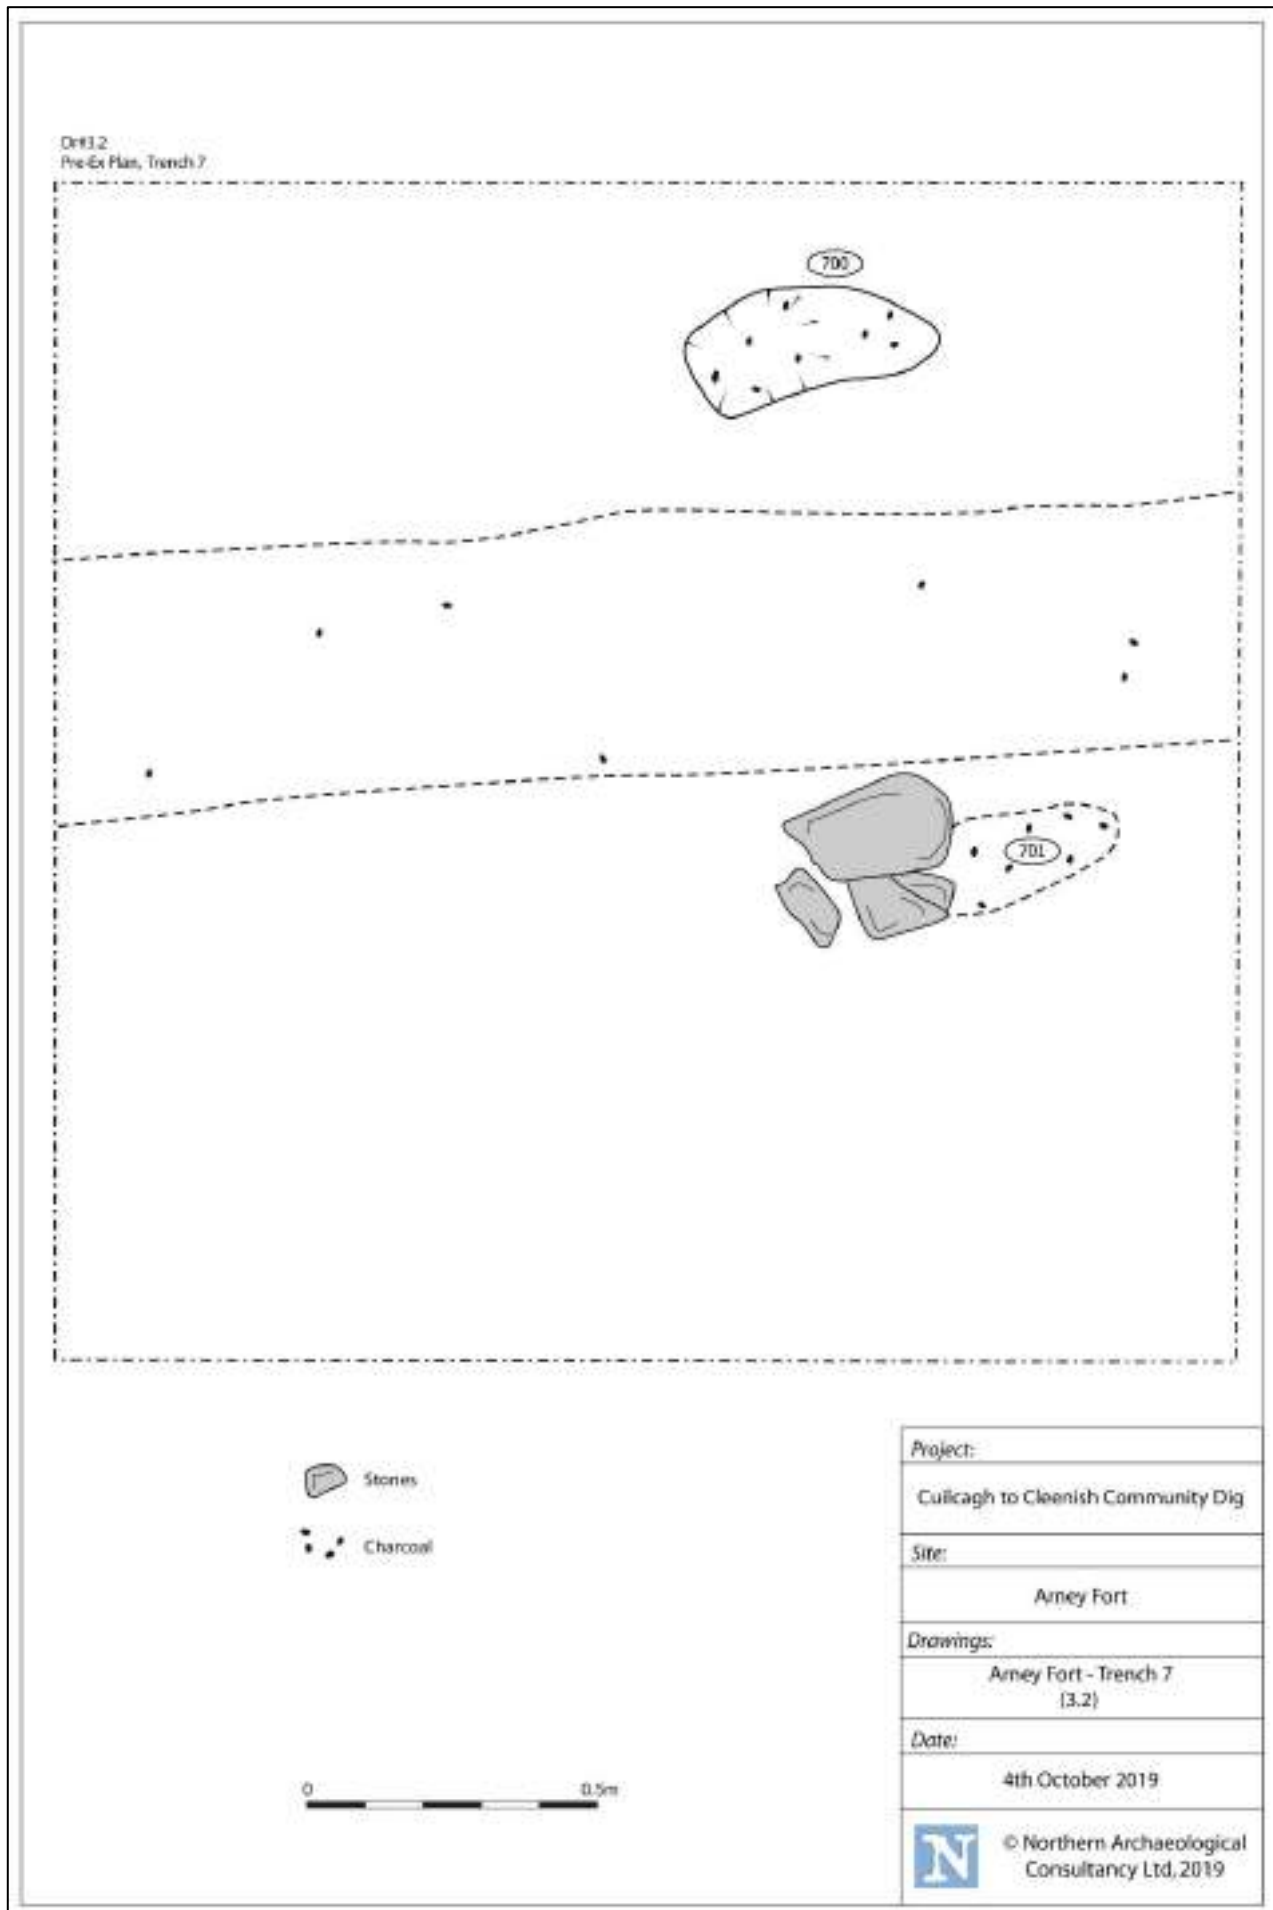 Dr#3.2
Pre-Ex Plan, Trench 7
700
701
Stones
Charcoal
0 0.5m
Project:
Cuilcagh to Cleenish Community Dig
Site:
Arney Fort
Drawings:
Arney Fort - Trench 7
(3.2)
Date:
4th October 2019
N
© Northern Archaeological
Consultancy Ltd, 2019